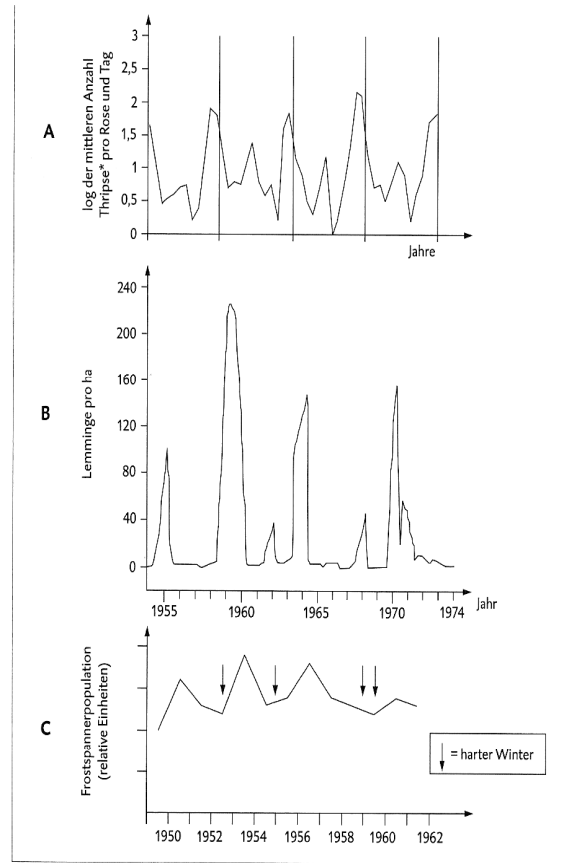 A
log der mittleren Anzahl
Thripse* pro Rose und Tag
3
2,5
2
1,5
1
0,5
0
Jahre
B
Lemminge pro ha
240
200
160
120
80
40
0
1955 1960 1965 1970 1974 Jahr
C
Frostspannerpopulation
(relative Einheiten)
= harter Winter
1950 1952 1954 1956 1958 1960 1962